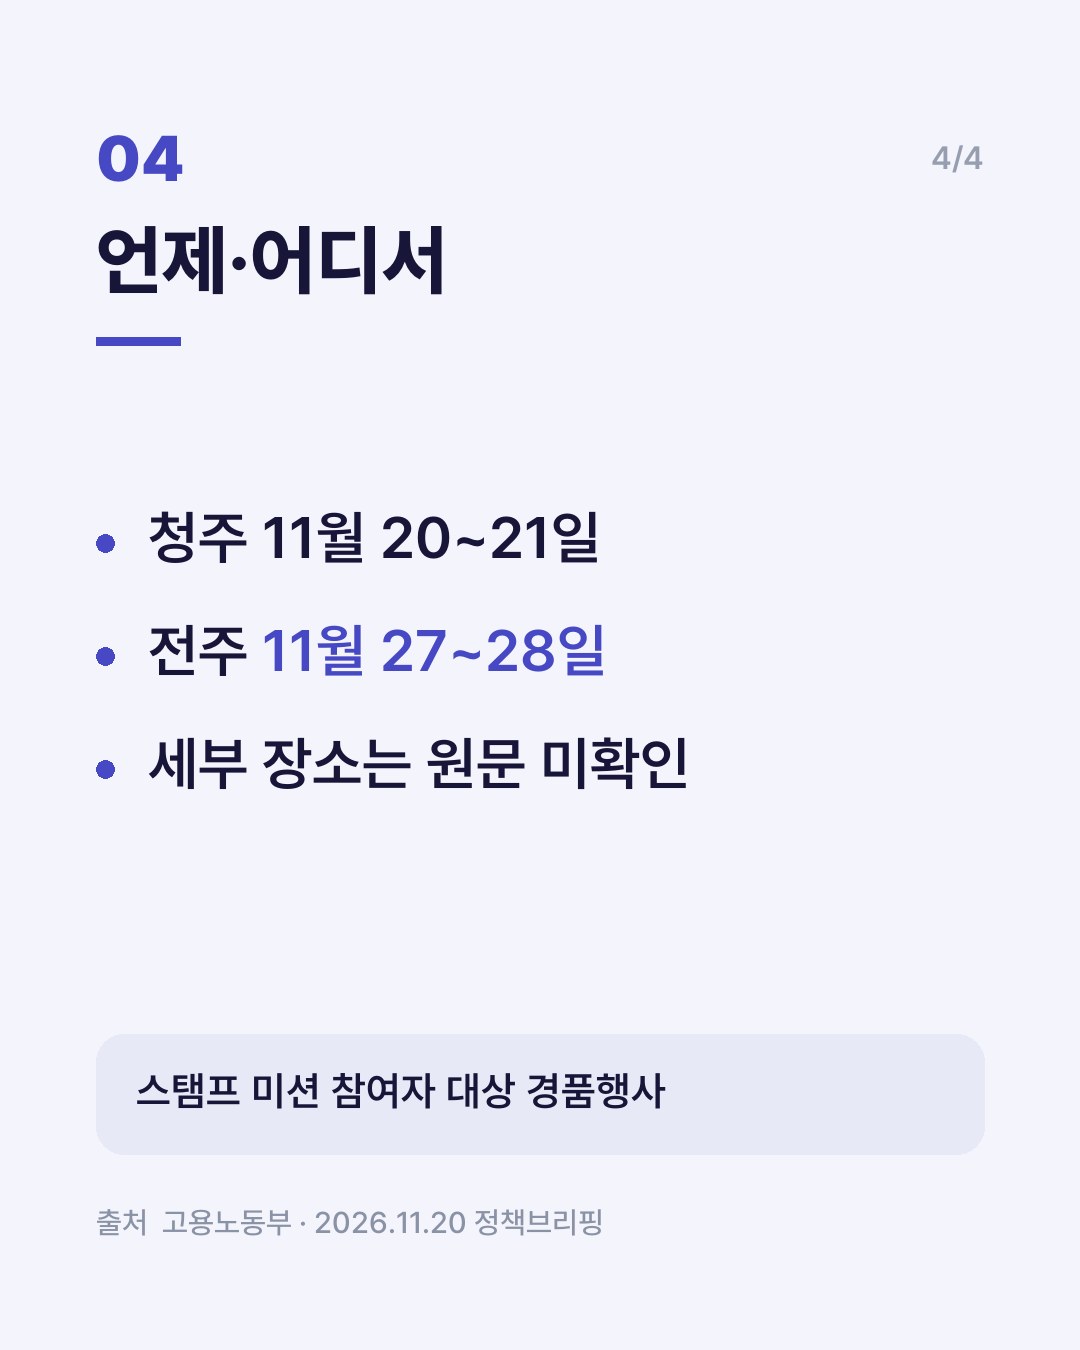 04
4/4
언제·어디서
청주 11월 20~21일
전주 11월 27~28일
세부 장소는 원문 미확인
스탬프 미션 참여자 대상 경품행사
출처 고용노동부 · 2026.11.20 정책브리핑